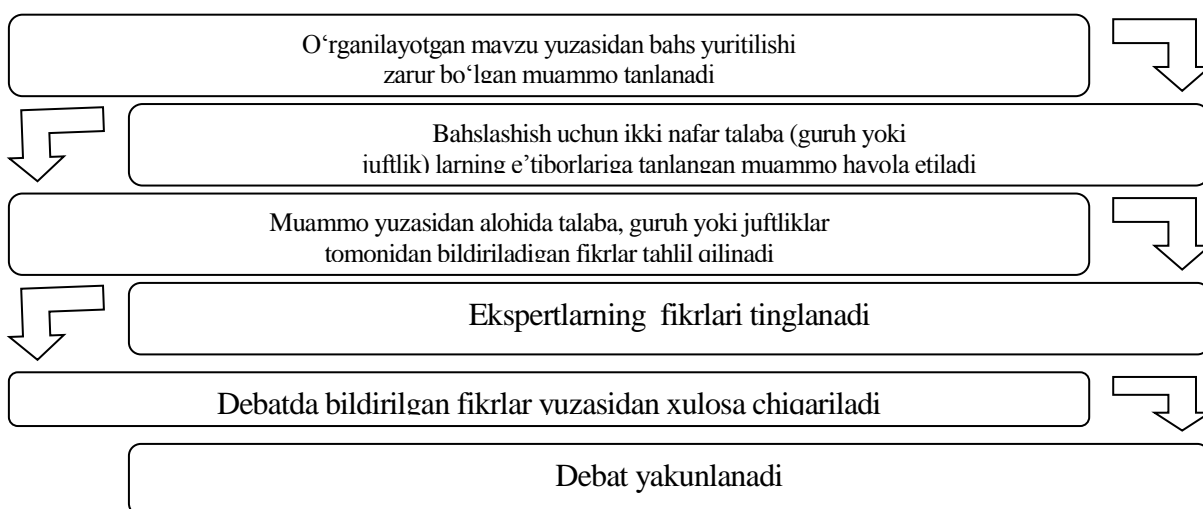 O‘rganilayotgan mavzu yuzasidan bahs yuritilishi
zarur bo‘lgan muammo tanlanadi
Bahslashish uchun ikki nafar talaba (guruh yoki
juftlik) larning e’tiborlariga tanlangan muammo havola etiladi
Muammo yuzasidan alohida talaba, guruh yoki juftliklar
tomonidan bildiriladigan fikrlar tahlil qilinadi
Ekspertlarning fikrlari tinglanadi
Debatda bildirilgan fikrlar yuzasidan xulosa chiqariladi
Debat yakunlanadi